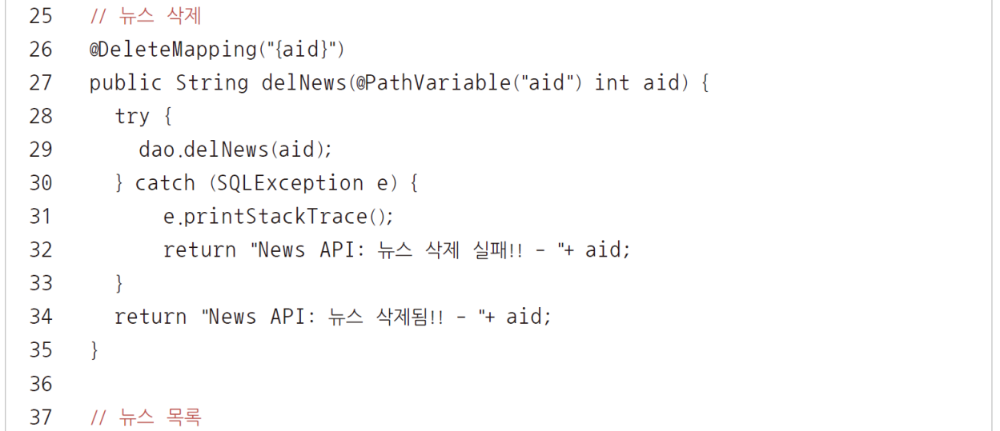 25 // 뉴스 삭제
26 @DeleteMapping("{aid}")
27 public String delNews(@PathVariable("aid") int aid) {
28 try {
29 dao.delNews(aid);
30 } catch (SQLException e) {
31 e.printStackTrace();
32 return "News API: 뉴스 삭제 실패!! - "+ aid;
33 }
34 return "News API: 뉴스 삭제됨!! - "+ aid;
35 }
36
37 // 뉴스 목록